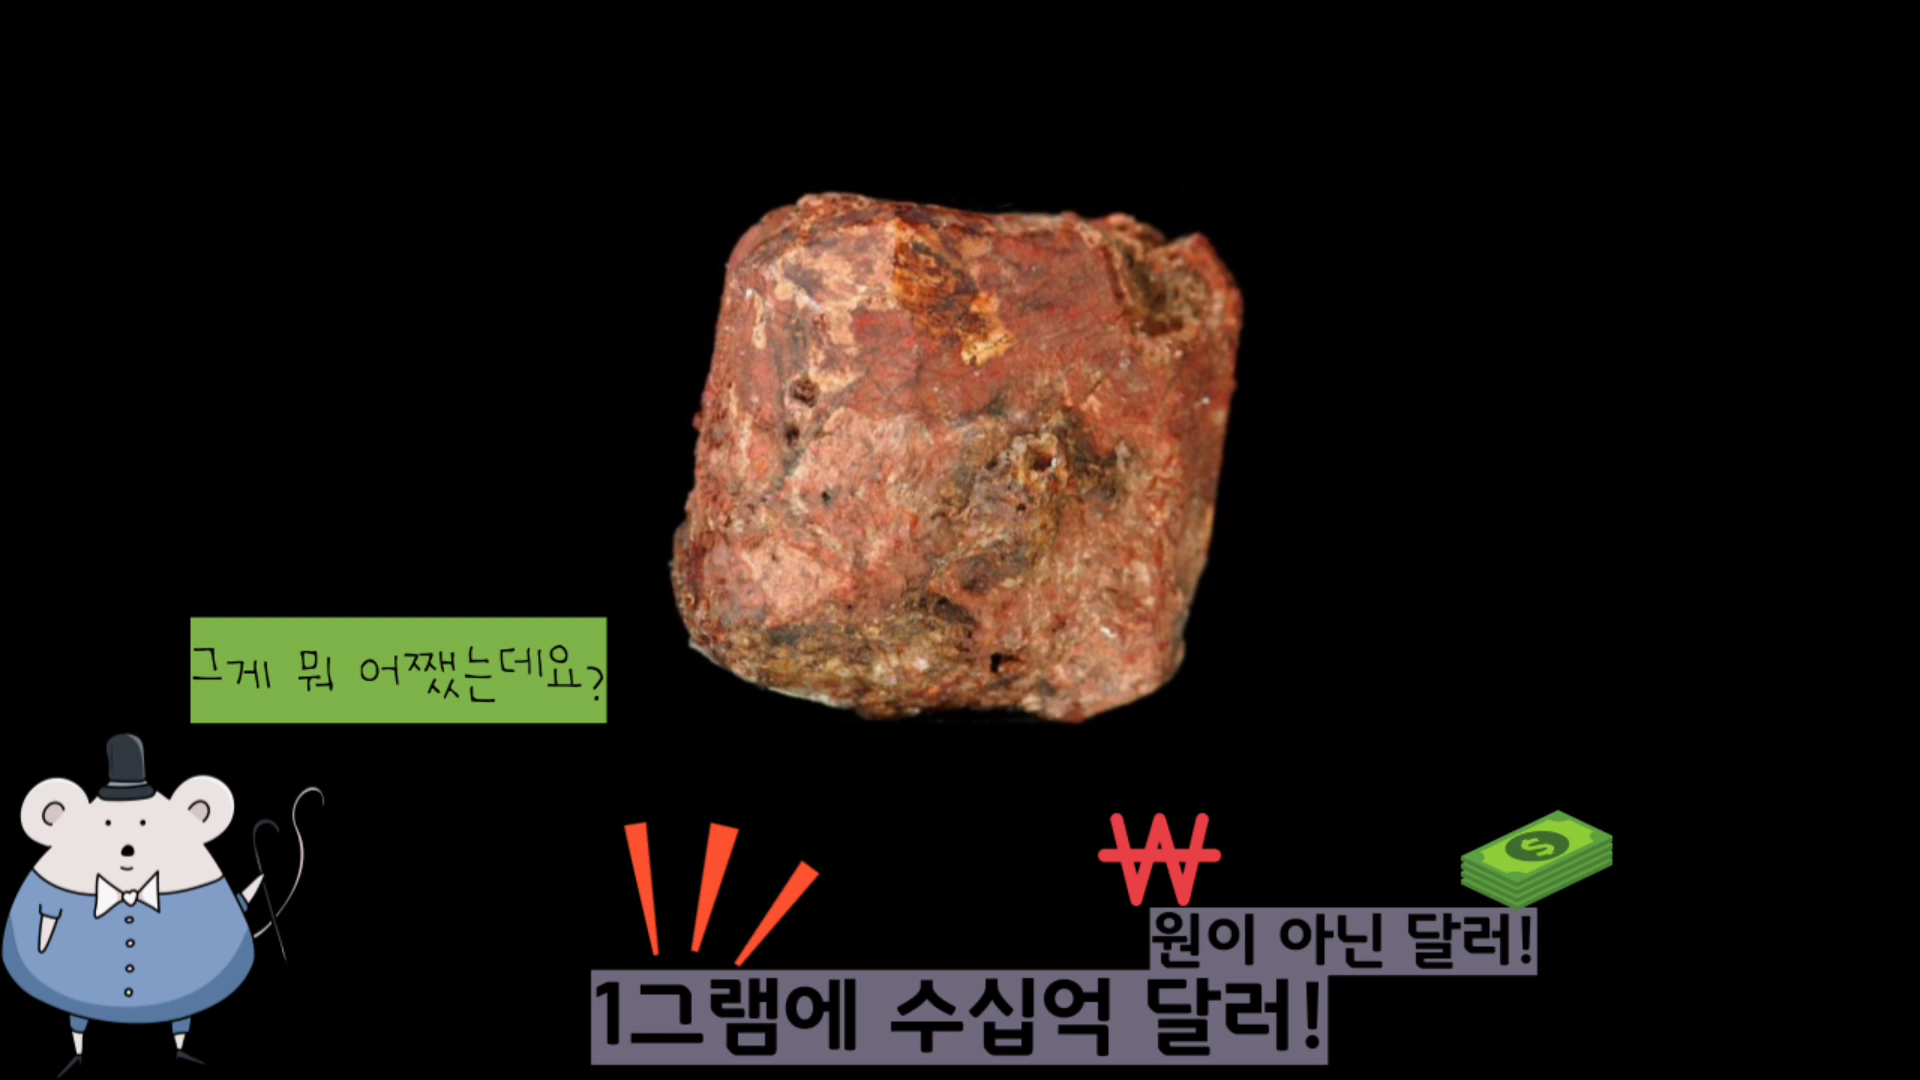 그게 뭐 어쨌는데요?
원이 아닌 달러!
1그램에 수십억 달러!